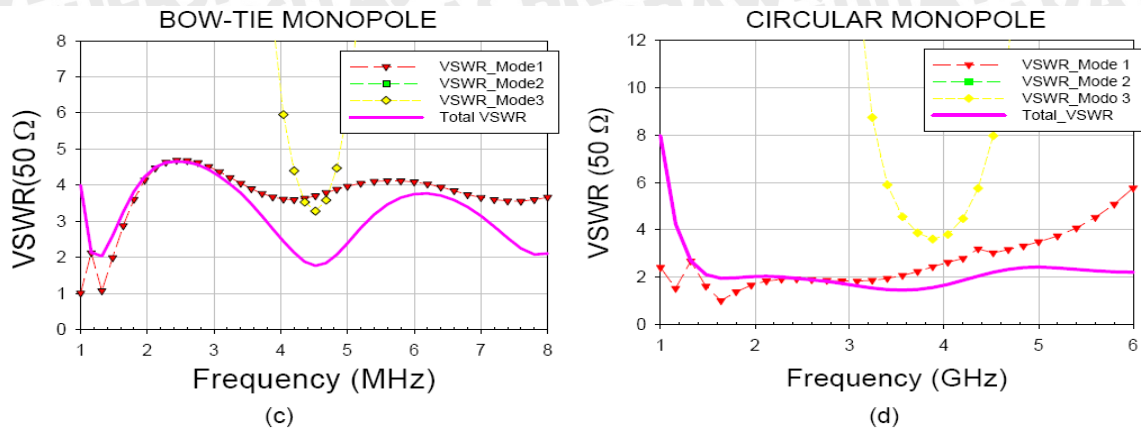 BOW-TIE MONOPOLE
8
7
6
5
4
3
2
1
0
VSWR(50 Ω)
VSWR_Mode1
VSWR_Mode2
VSWR_Mode3
Total VSWR
1 2 3 4 5 6 7 8
Frequency (MHz)
(c)
CIRCULAR MONOPOLE
12
10
8
6
4
2
0
VSWR (50 Ω)
VSWR_Mode 1
VSWR_Mode 2
VSWR_Modo 3
Total_VSWR
1 2 3 4 5 6
Frequency (GHz)
(d)